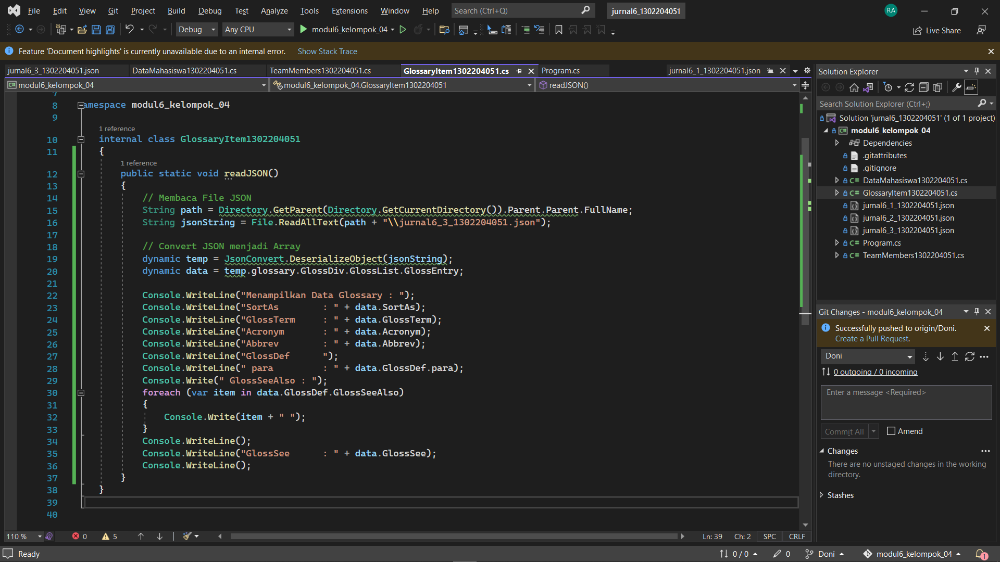 File Edit View Git Project Build Debug Test Analyze Tools Extensions Window Help Search (Ctrl+Q) jurnal6_1302204051 RA
Debug Any CPU modul6_kelompok_04 Live Share
Feature 'Document highlights' is currently unavailable due to an internal error. Show Stack Trace
jurnal6_3_1302204051.json DataMahasiswa1302204051.cs TeamMembers1302204051.cs GlossaryItem1302204051.cs Program.cs jurnal6_1_1302204051.json
modul6_kelompok_04 modul6_kelompok_04.GlossaryItem1302204051 readJSON()
7
8 amespace modul6_kelompok_04
9
1 reference
10 internal class GlossaryItem1302204051
11 {
1 reference
12 public static void readJSON()
13 {
14 // Membaca File JSON
15 String path = Directory.GetParent(Directory.GetCurrentDirectory()).Parent.Parent.FullName;
16 String jsonString = File.ReadAllText(path + "\\jurnal6_3_1302204051.json");
17
18 // Convert JSON menjadi Array
19 dynamic temp = JsonConvert.DeserializeObject(jsonString);
20 dynamic data = temp.glossary.GlossDiv.GlossList.GlossEntry;
21
22 Console.WriteLine("Menampilkan Data Glossary : ");
23 Console.WriteLine("SortAs        : " + data.SortAs);
24 Console.WriteLine("GlossTerm     : " + data.GlossTerm);
25 Console.WriteLine("Acronym       : " + data.Acronym);
26 Console.WriteLine("Abbrev        : " + data.Abbrev);
27 Console.WriteLine("GlossDef      ");
28 Console.WriteLine(" para         : " + data.GlossDef.para);
29 Console.Write(" GlossSeeAlso : ");
30 foreach (var item in data.GlossDef.GlossSeeAlso)
31 {
32 Console.Write(item + " ");
33 }
34 Console.WriteLine();
35 Console.WriteLine("GlossSee      : " + data.GlossSee);
36 Console.WriteLine();
37 }
38 }
39
40
110 % 0 5 Ln: 39 Ch: 2 SPC CRLF
Solution Explorer
Search Solution Explorer (Ctrl+;)
Solution 'jurnal6_1302204051' (1 of 1 project)
C# modul6_kelompok_04
Dependencies
.gitattributes
.gitignore
C# DataMahasiswa1302204051.cs
C# GlossaryItem1302204051.cs
jurnal6_1_1302204051.json
jurnal6_2_1302204051.json
jurnal6_3_1302204051.json
C# Program.cs
C# TeamMembers1302204051.cs
Git Changes - modul6_kelompok_04
Successfully pushed to origin/Doni.
Create a Pull Request.
Doni
0 outgoing / 0 incoming
Enter a message <Required>
Commit All Amend
Changes
There are no unstaged changes in the working
directory.
Stashes
Ready 0 / 0 0 Doni modul6_kelompok_04 1